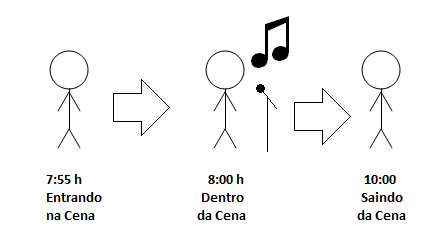 7:55 h
Entrando
na Cena
8:00 h
Dentro
da Cena
10:00
Saindo
da Cena